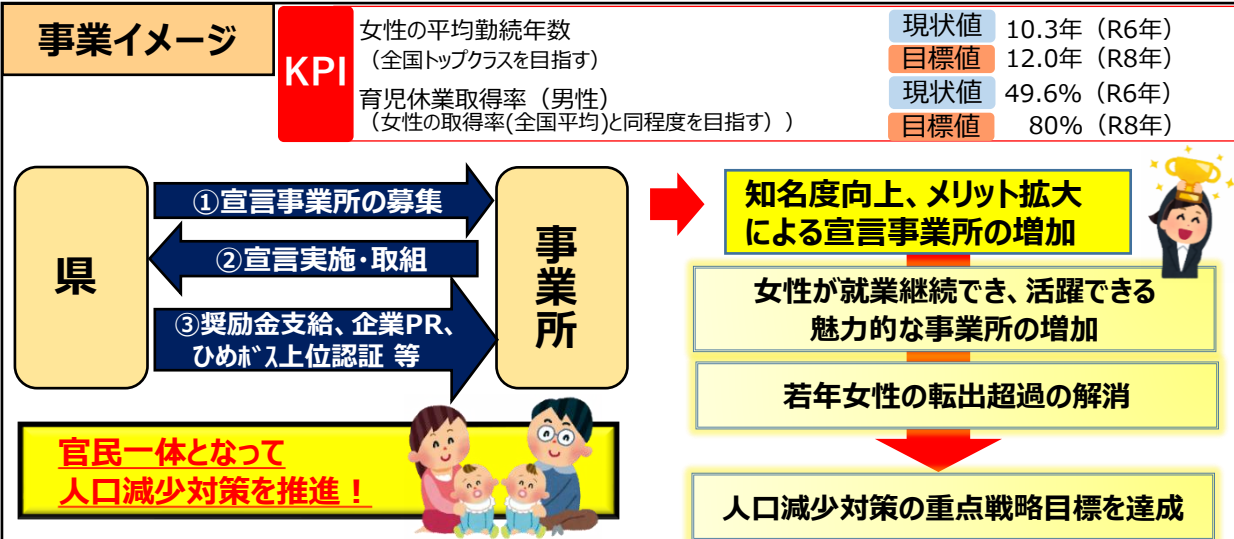 事業イメージ
KPI
女性の平均勤続年数
（全国トップクラスを目指す）
現状値 10.3年（R6年）
目標値 12.0年（R8年）
育児休業取得率（男性）
（女性の取得率(全国平均)と同程度を目指す））
現状値 49.6%（R6年）
目標値 80%（R8年）
県
①宣言事業所の募集
②宣言実施・取組
③奨励金支給、企業PR、
ひめボス上位認証 等
事業所
官民一体となって
人口減少対策を推進！
知名度向上、メリット拡大
による宣言事業所の増加
女性が就業継続でき、活躍できる
魅力的な事業所の増加
若年女性の転出超過の解消
人口減少対策の重点戦略目標を達成